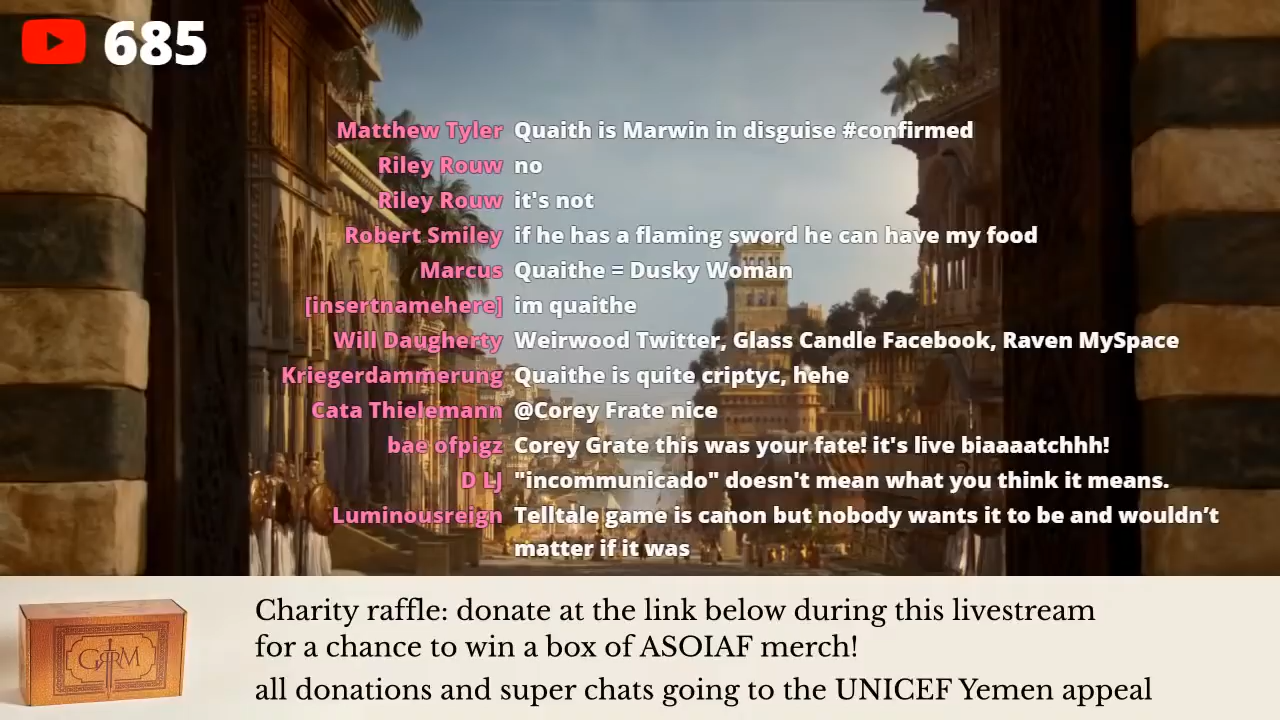 685
Matthew Tyler Quaith is Marwin in disguise #confirmed
Riley Rouw no
Riley Rouw it's not
Robert Smiley if he has a flaming sword he can have my food
Marcus Quaithe = Dusky Woman
[insertnamehere] im quaithe
Will Daugherty Weirwood Twitter, Glass Candle Facebook, Raven MySpace
Kriegerdammerung Quaithe is quite criptyc, hehe
Cata Thielemann @Corey Frate nice
bae ofpigz Corey Grate this was your fate! it's live biaaaatchhh!
D LJ "incommunicado" doesn't mean what you think it means.
Luminousreign Telltale game is canon but nobody wants it to be and wouldn’t
matter if it was
GRRM
Charity raffle: donate at the link below during this livestream
for a chance to win a box of ASOIAF merch!
all donations and super chats going to the UNICEF Yemen appeal